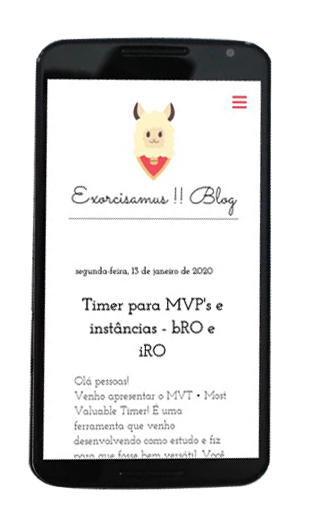 Exorcisamus !! Blog
segunda-feira, 13 de janeiro de 2020
Timer para MVP's e
instâncias - bRO e
iRO
Olá pessoas!
Venho apresentar o MVT • Most
Valuable Timer! É uma
ferramenta que venho
desenvolvendo como estudo e fiz
para que fosse bem versátil. Você